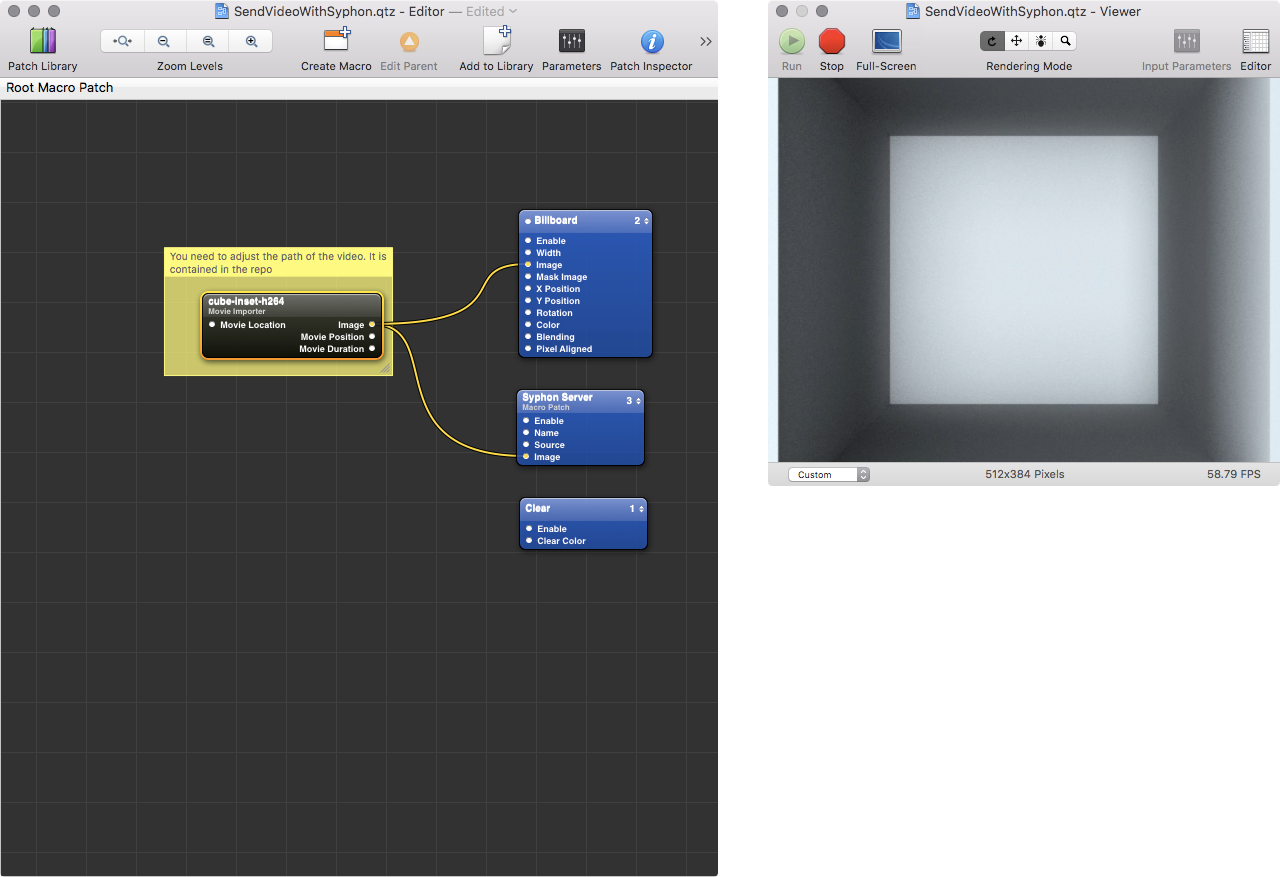 SendVideoWithSyphon.qtz - Editor — Edited
Patch Library
Zoom Levels
Create Macro
Edit Parent
Add to Library
Parameters
Patch Inspector
Root Macro Patch
You need to adjust the path of the video. It is
contained in the repo
cube-inset-h264
Movie Importer
Movie Location Image
Movie Position
Movie Duration
Billboard 2
Enable
Width
Image
Mask Image
X Position
Y Position
Rotation
Color
Blending
Pixel Aligned
Syphon Server 3
Macro Patch
Enable
Name
Source
Image
Clear 1
Enable
Clear Color
SendVideoWithSyphon.qtz - Viewer
Run
Stop
Full-Screen
Rendering Mode
Input Parameters
Editor
Custom
512x384 Pixels
58.79 FPS